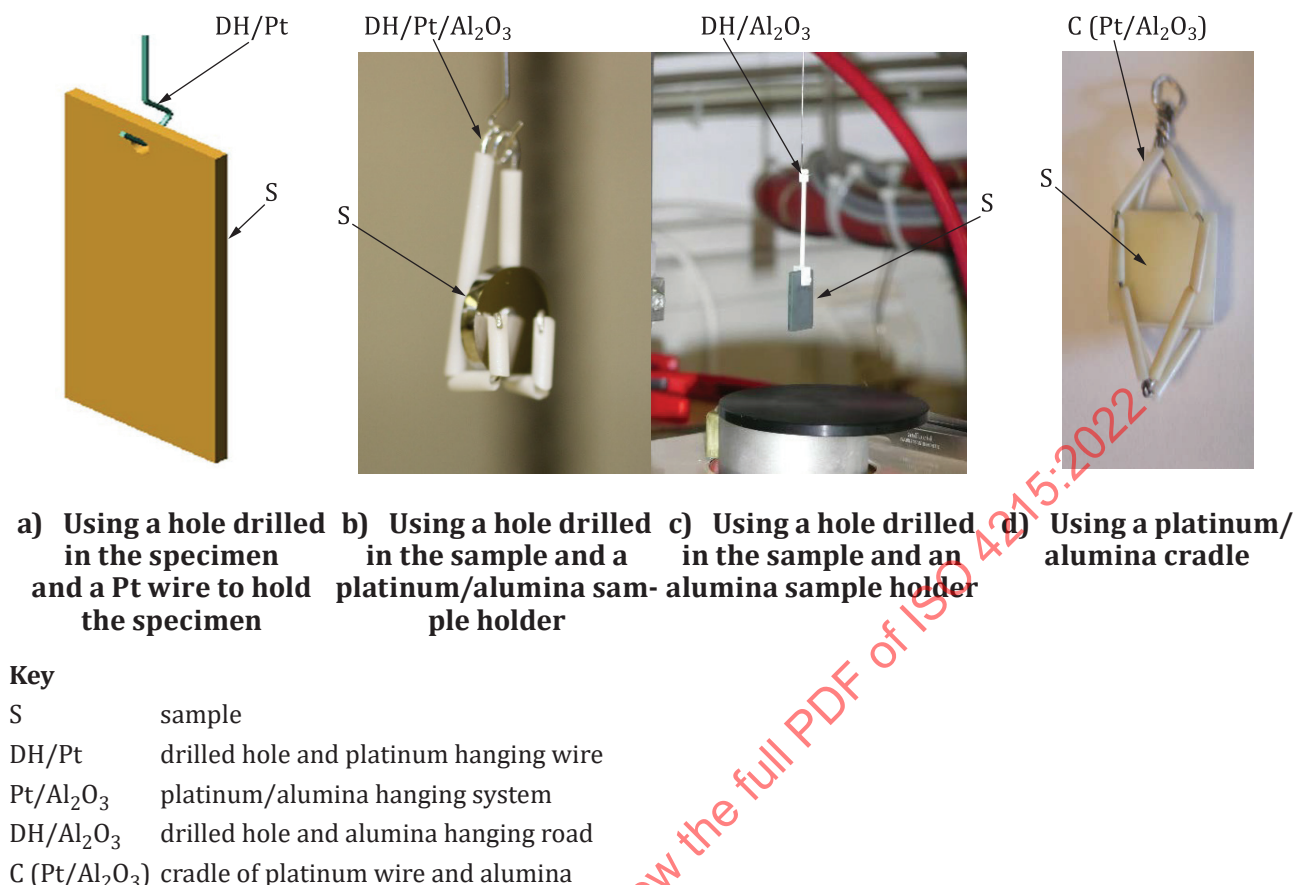 DH/Pt
DH/Pt/Al₂O₃
DH/Al₂O₃
C (Pt/Al₂O₃)
S
S
S
S
a) Using a hole drilled in the specimen and a Pt wire to hold the specimen
b) Using a hole drilled in the sample and a platinum/alumina sam-ple holder
c) Using a hole drilled in the sample and an alumina sample holder
d) Using a platinum/ alumina cradle
Key
S sample
DH/Pt drilled hole and platinum hanging wire
Pt/Al₂O₃ platinum/alumina hanging system
DH/Al₂O₃ drilled hole and alumina hanging road
C (Pt/Al₂O₃) cradle of platinum wire and alumina
the full PDF of ISO 4215:2022